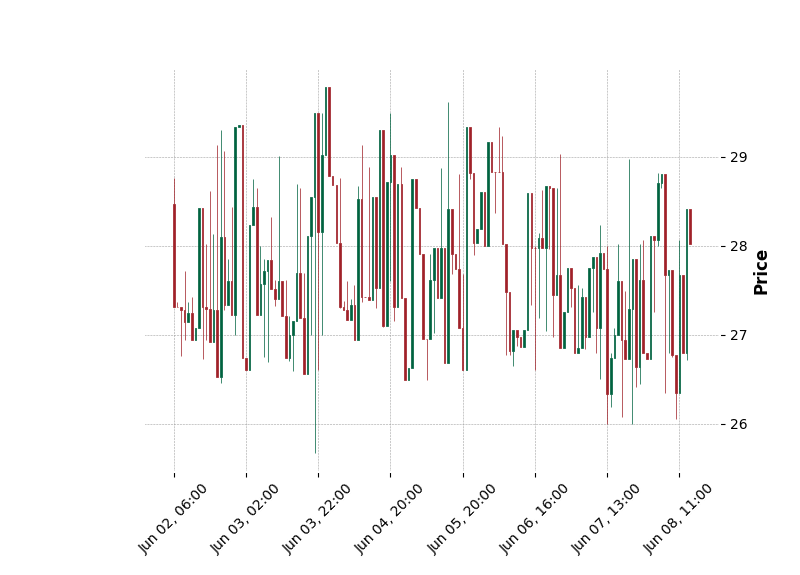 29
28
27
26
Price
Jun 02, 06:00
Jun 03, 02:00
Jun 03, 22:00
Jun 04, 20:00
Jun 05, 20:00
Jun 06, 16:00
Jun 07, 13:00
Jun 08, 11:00